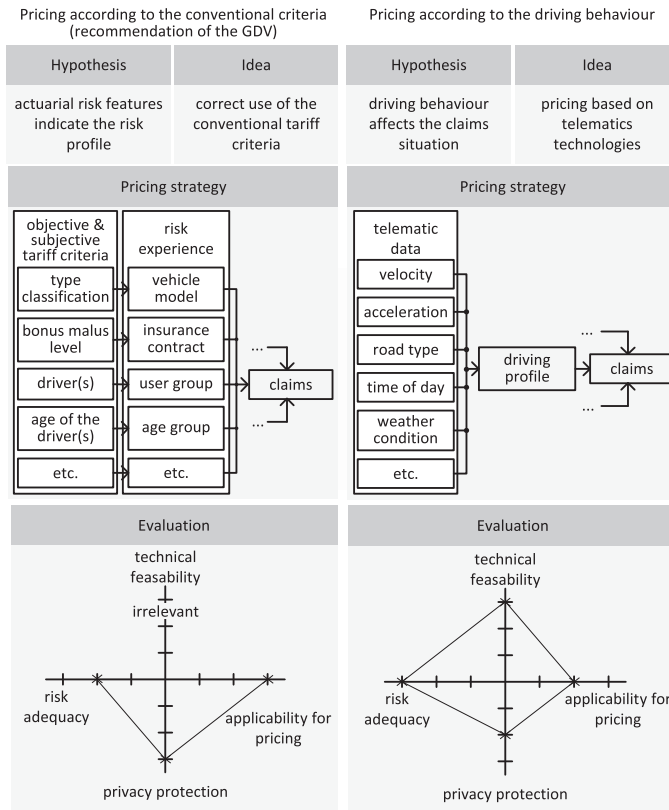 Pricing according to the conventional criteria
(recommendation of the GDV)
Hypothesis
Idea
actuarial risk features
indicate the risk
profile
correct use of the
conventional tariff
criteria
Pricing strategy
objective &
subjective
tariff criteria
risk
experience
type
classification
vehicle
model
bonus malus
level
insurance
contract
driver(s)
user group
age of the
driver(s)
age group
etc.
etc.
...
claims
...
Evaluation
technical
feasability
irrelevant
risk
adequacy
applicability for
pricing
privacy protection
Pricing according to the driving behaviour
Hypothesis
Idea
driving behaviour
affects the claims
situation
pricing based on
telematics
technologies
Pricing strategy
telematic
data
velocity
acceleration
road type
time of day
weather
condition
etc.
driving
profile
...
claims
...
Evaluation
technical
feasability
risk
adequacy
applicability for
pricing
privacy protection